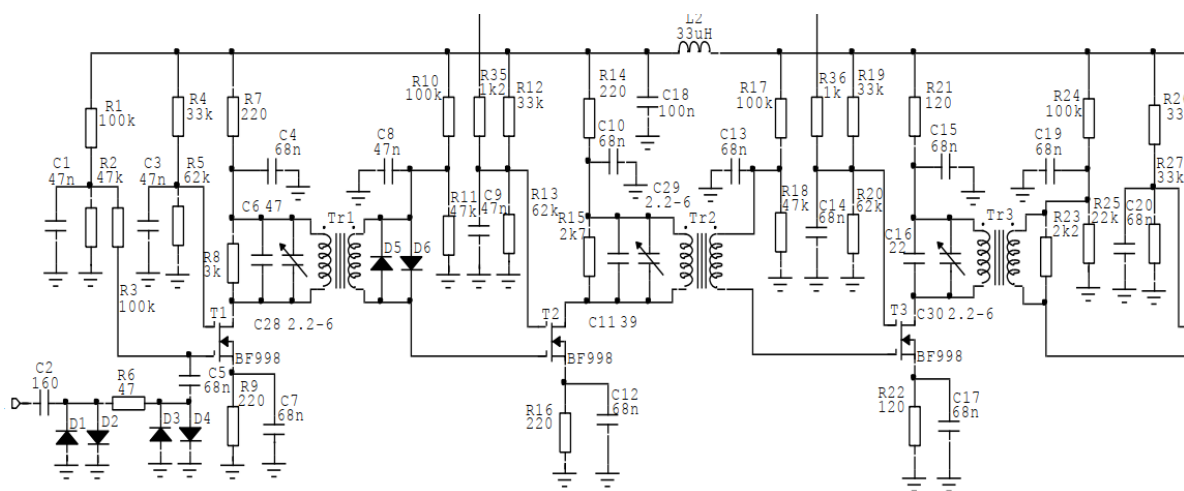 L2
33uH
R1
100k
R4
33k
R7
220
C4
68n
C8
47n
R10
100k
R35
1k2
R12
33k
R14
220
C18
100n
C10
68n
C13
68n
R17
100k
R36
1k
R19
33k
R21
120
C15
68n
C19
68n
R24
100k
33
C1
47n
R2
47k
C3
47n
R5
62k
C6 47
Tr1
R11
47k
C9
47n
R13
62k
C29
2.2-6
Tr2
R18
47k
C14
68n
R20
62k
C16
22
Tr3
R23
2k2
R25
22k
C20
68n
R27
33k
R8
3k
D5
D6
R15
2k7
R3
100k
T1
C28 2.2-6
T2
C11 39
T3
C30 2.2-6
BF998
BF998
BF998
C2
160
R6
47
C5
68n
R9
220
C7
68n
R16
220
C12
68n
R22
120
C17
68n
D1
D2
D3
D4